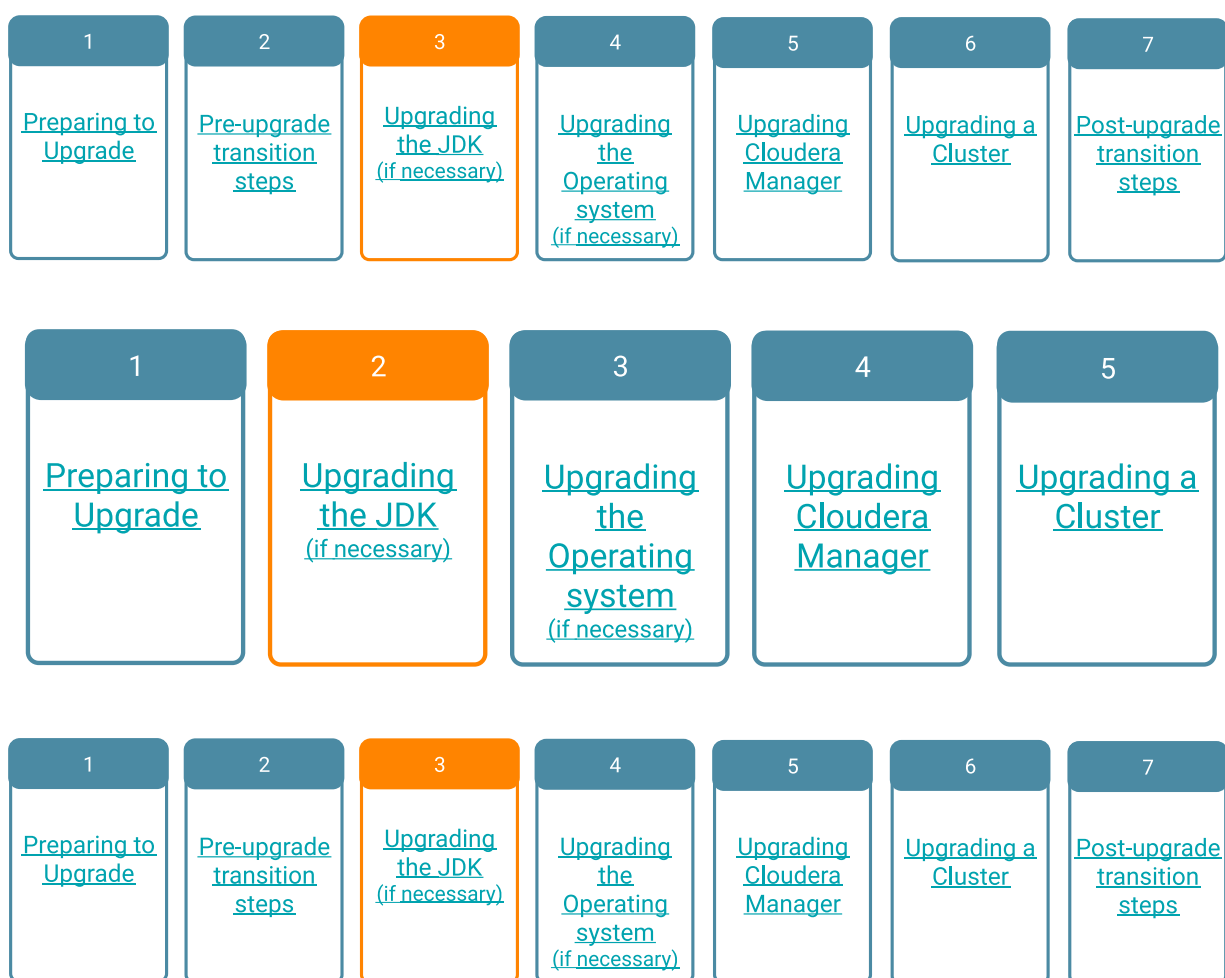 1
Preparing to
Upgrade
2
Pre-upgrade
transition
steps
3
Upgrading
the JDK
(if necessary)
4
Upgrading
the
Operating
system
(if necessary)
5
Upgrading
Cloudera
Manager
6
Upgrading a
Cluster
7
Post-upgrade
transition
steps
1
Preparing to
Upgrade
2
Upgrading
the JDK
(if necessary)
3
Upgrading
the
Operating
system
(if necessary)
4
Upgrading
Cloudera
Manager
5
Upgrading a
Cluster
1
Preparing to
Upgrade
2
Pre-upgrade
transition
steps
3
Upgrading
the JDK
(if necessary)
4
Upgrading
the
Operating
system
(if necessary)
5
Upgrading
Cloudera
Manager
6
Upgrading a
Cluster
7
Post-upgrade
transition
steps